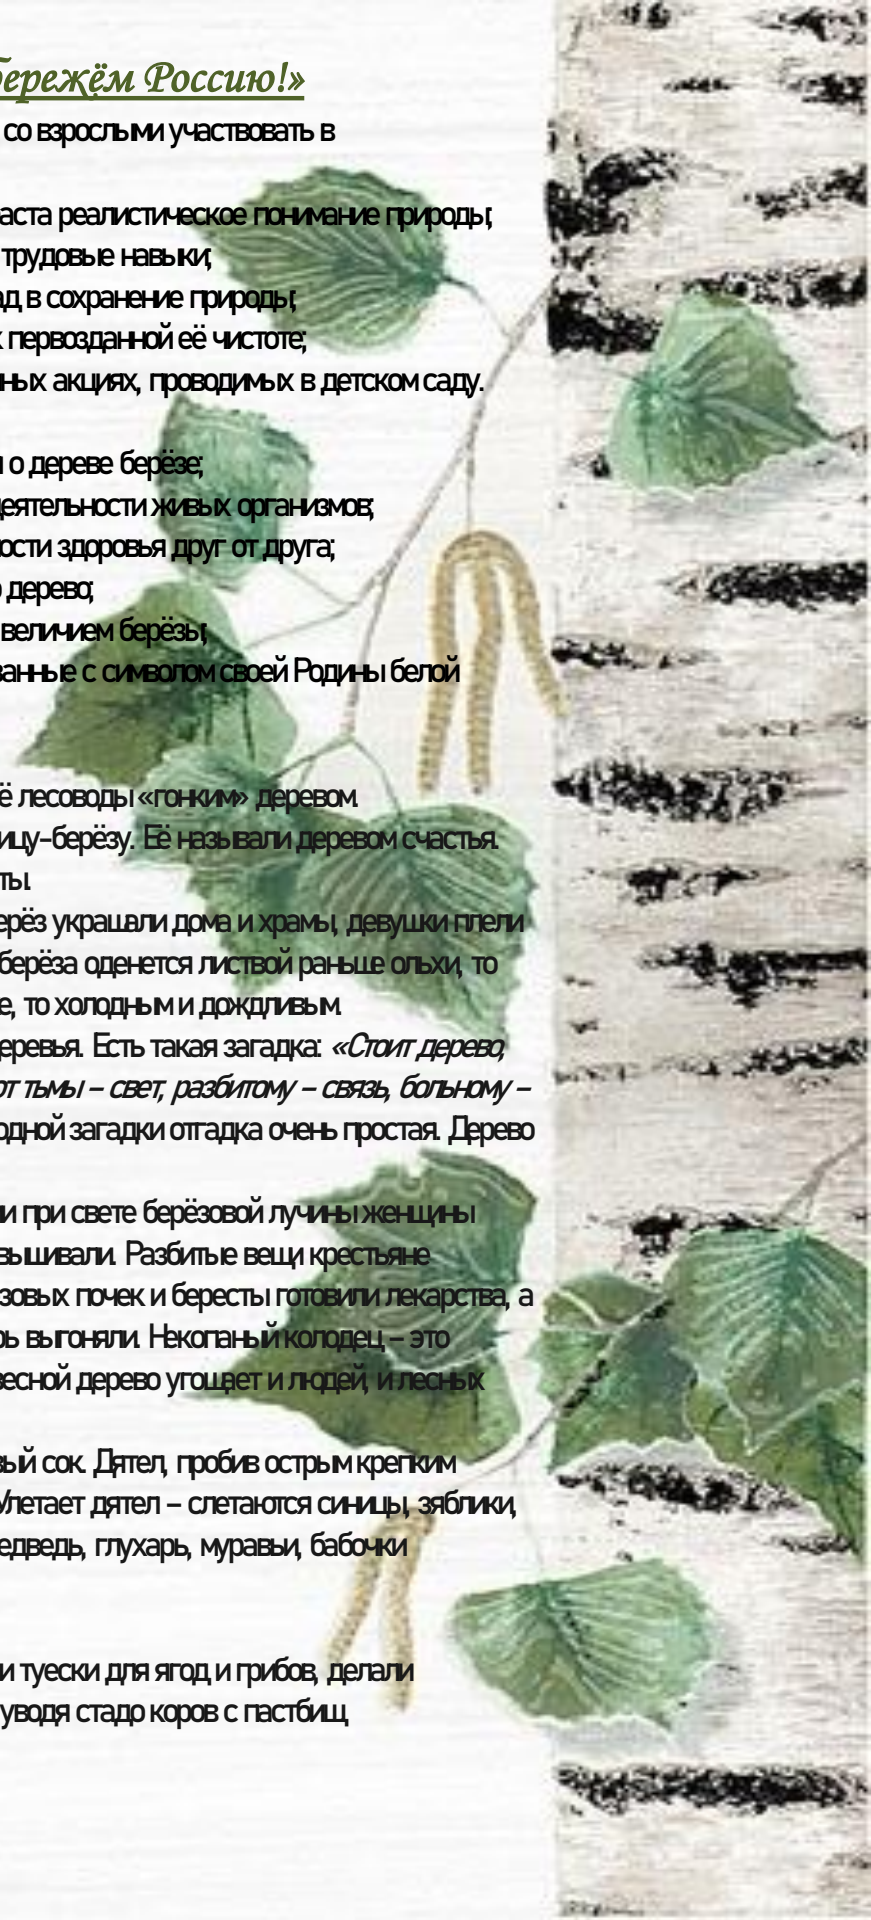 бережём Россию!»
со взрослыми участвовать в
раста реалистическое понимание природы;
трудовые навыки;
ад в сохранение природы;
к первозданной её чистоте;
ных акциях, проводимых в детском саду.
о дереве берёзе;
деятельности живых организмов;
ости здоровья друг от друга;
дерево;
величием берёзы;
занные с символом своей Родины белой
ё лесоводы «гонким» деревом.
ицу-берёзу. Её называли деревом счастья.
ты.
ерёз украшали дома и храмы, девушки плели
берёза оденется листвой раньше ольхи, то
е, то холодным и дождливым.
деревья. Есть такая загадка: «Стоит дерево,
от тьмы – свет, разбитому – связь, больному –
одной загадки отгадка очень простая. Дерево
и при свете берёзовой лучины женщины
вышивали. Разбитые вещи крестьяне
зовых почек и бересты готовили лекарства, а
рь выгоняли. Некопаный колодец – это
весной дерево угощает и людей, и лесных
вый сок. Дятел, пробив острым крепким
Улетает дятел – слетаются синицы, зяблики,
едведь, глухарь, муравьи, бабочки
и туески для ягод и грибов, делали
уводя стадо коров с пастбищ,